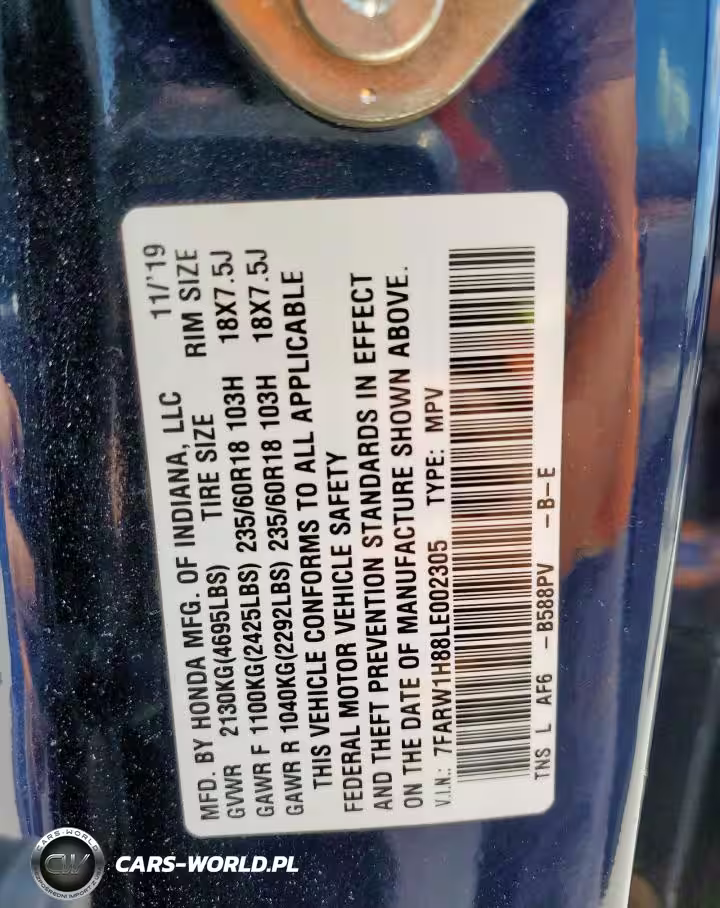 MFD. BY HONDA MFG. OF INDIANA, LLC 11/'19
TIRE SIZE RIM SIZE
GVWR 2130KG(4695LBS)
GAWR F 1100KG(2425LBS) 235/60R18 103H 18X7.5J
GAWR R 1040KG(2292LBS) 235/60R18 103H 18X7.5J
THIS VEHICLE CONFORMS TO ALL APPLICABLE
FEDERAL MOTOR VEHICLE SAFETY
AND THEFT PREVENTION STANDARDS IN EFFECT
ON THE DATE OF MANUFACTURE SHOWN ABOVE.
V.I.N.: 7FARW1H88LE002305 TYPE: MPV
TNS L AF6 -B588PV -B-E
CARS-WORLD
CW
CARS-WORLD.PL